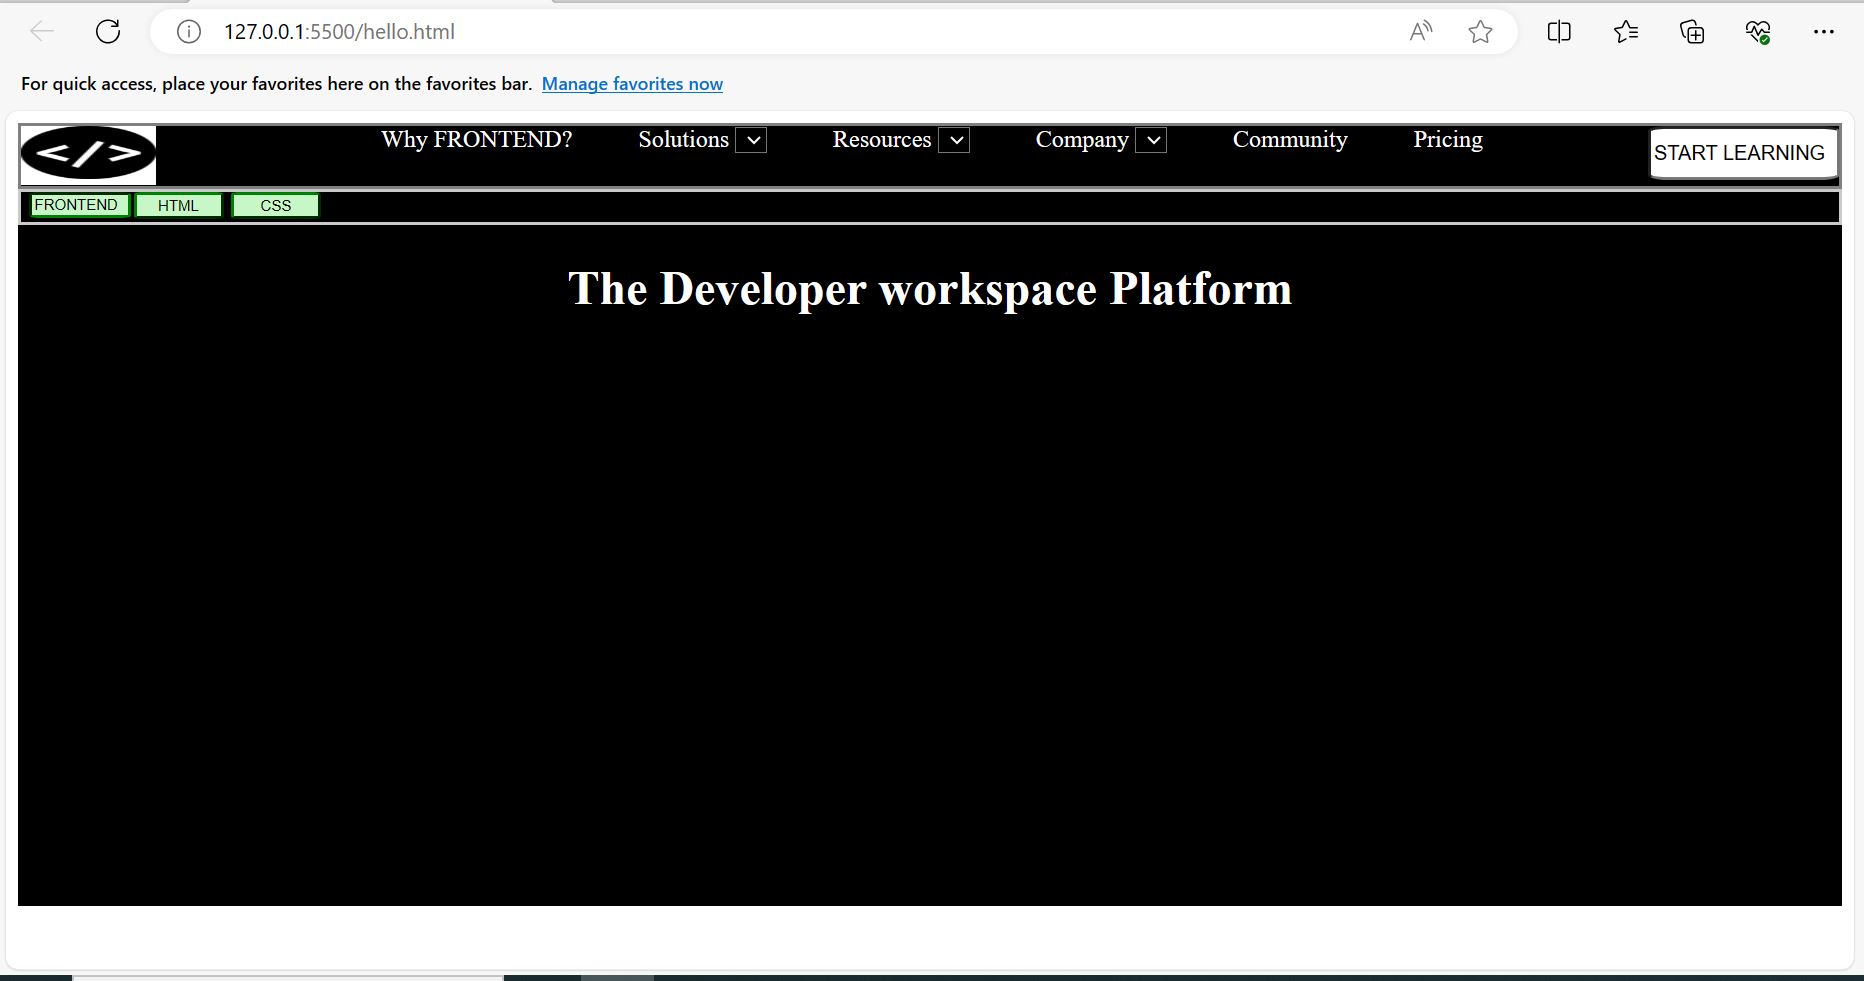 127.0.0.1:5500/hello.html
For quick access, place your favorites here on the favorites bar. Manage favorites now
</> Why FRONTEND? Solutions Resources Company Community Pricing START LEARNING
FRONTEND HTML CSS
The Developer workspace Platform